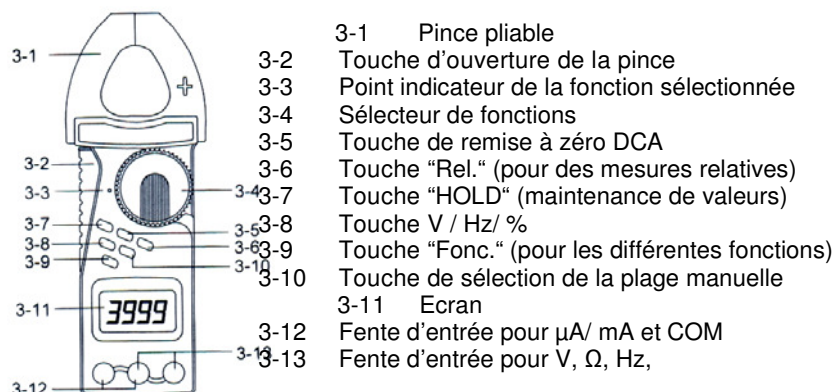 3-1 Pince pliable
3-2 Touche d'ouverture de la pince
3-3 Point indicateur de la fonction sélectionnée
3-4 Sélecteur de fonctions
3-5 Touche de remise à zéro DCA
3-6 Touche “Rel.“ (pour des mesures relatives)
3-7 Touche “HOLD“ (maintenance de valeurs)
3-8 Touche V / Hz/ %
3-9 Touche “Fonc.“ (pour les différentes fonctions)
3-10 Touche de sélection de la plage manuelle
3-11 Ecran
3-12 Fente d'entrée pour µA/ mA et COM
3-13 Fente d'entrée pour V, Ω, Hz,
3-1
+
3-2
3-3
3-4
3-7
3-5
3-8
3-6
3-9
3-10
3-11
3999
3-13
3-12